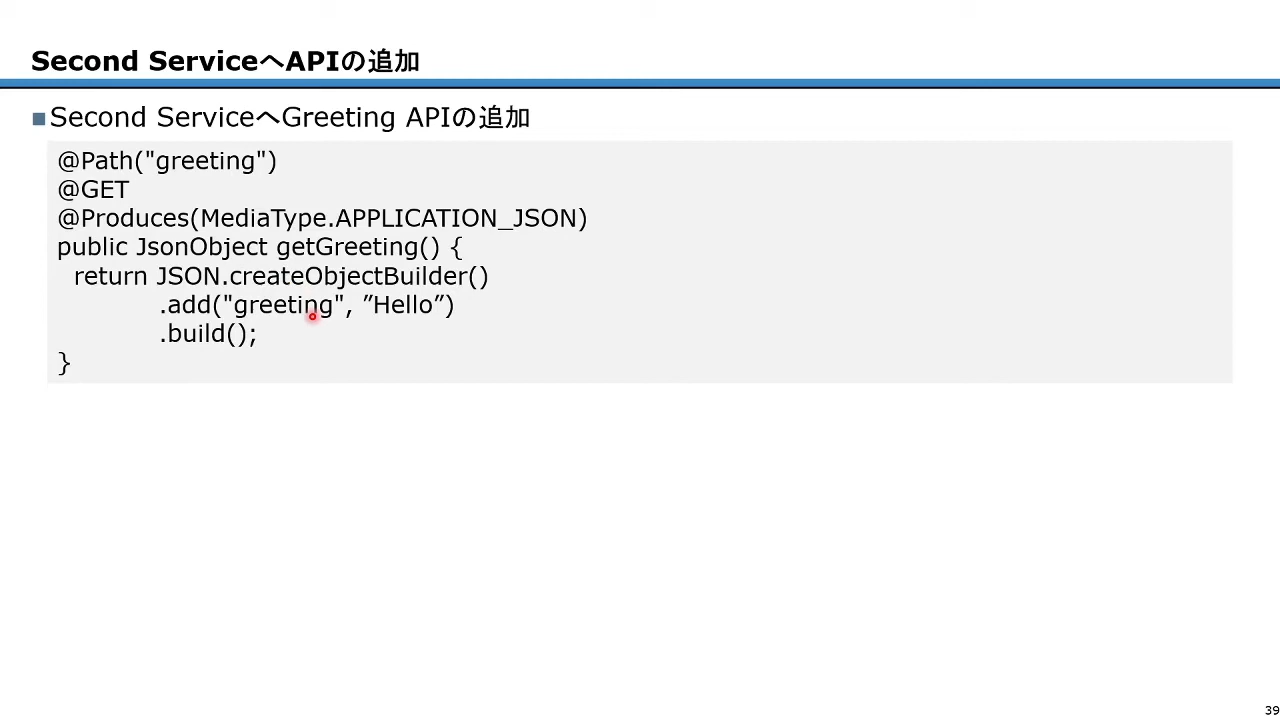 Second ServiceへAPIの追加
■Second ServiceへGreeting APIの追加
@Path("greeting")
@GET
@Produces(MediaType.APPLICATION_JSON)
public JsonObject getGreeting() {
  return JSON.createObjectBuilder()
            .add("greeting", ”Hello”)
            .build();
}
39